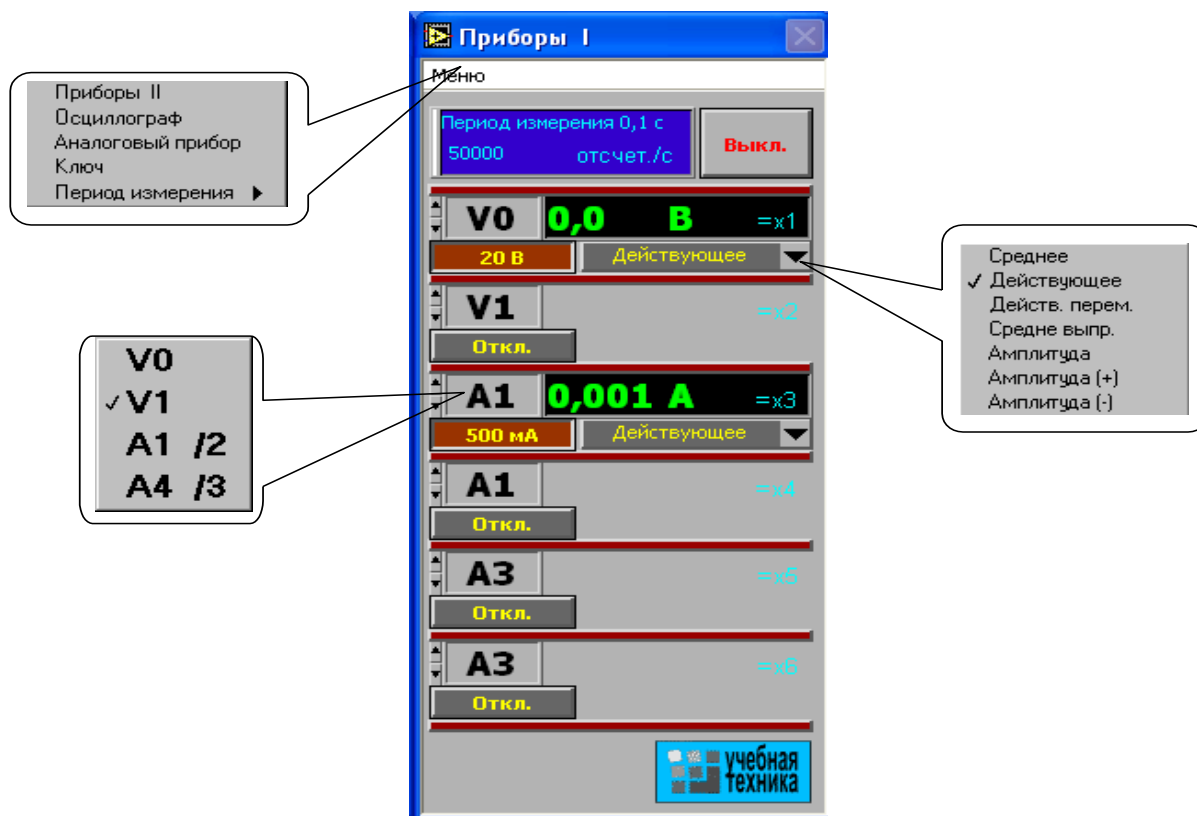 Приборы I
Меню
Приборы II
Осциллограф
Аналоговый прибор
Ключ
Период измерения
Период измерения 0,1 с
50000 отсчет./с
Выкл.
V0 0,0 В =x1
20 В Действующее
V1 =x2
Откл.
A1 0,001 А =x3
500 мА Действующее
A1 =x4
Откл.
A3 =x5
Откл.
A3 =x6
Откл.
учебная
техника
V0
✓ V1
A1 /2
A4 /3
Среднее
✓ Действующее
Действ. перем.
Средне выпр.
Амплитуда
Амплитуда (+)
Амплитуда (-)